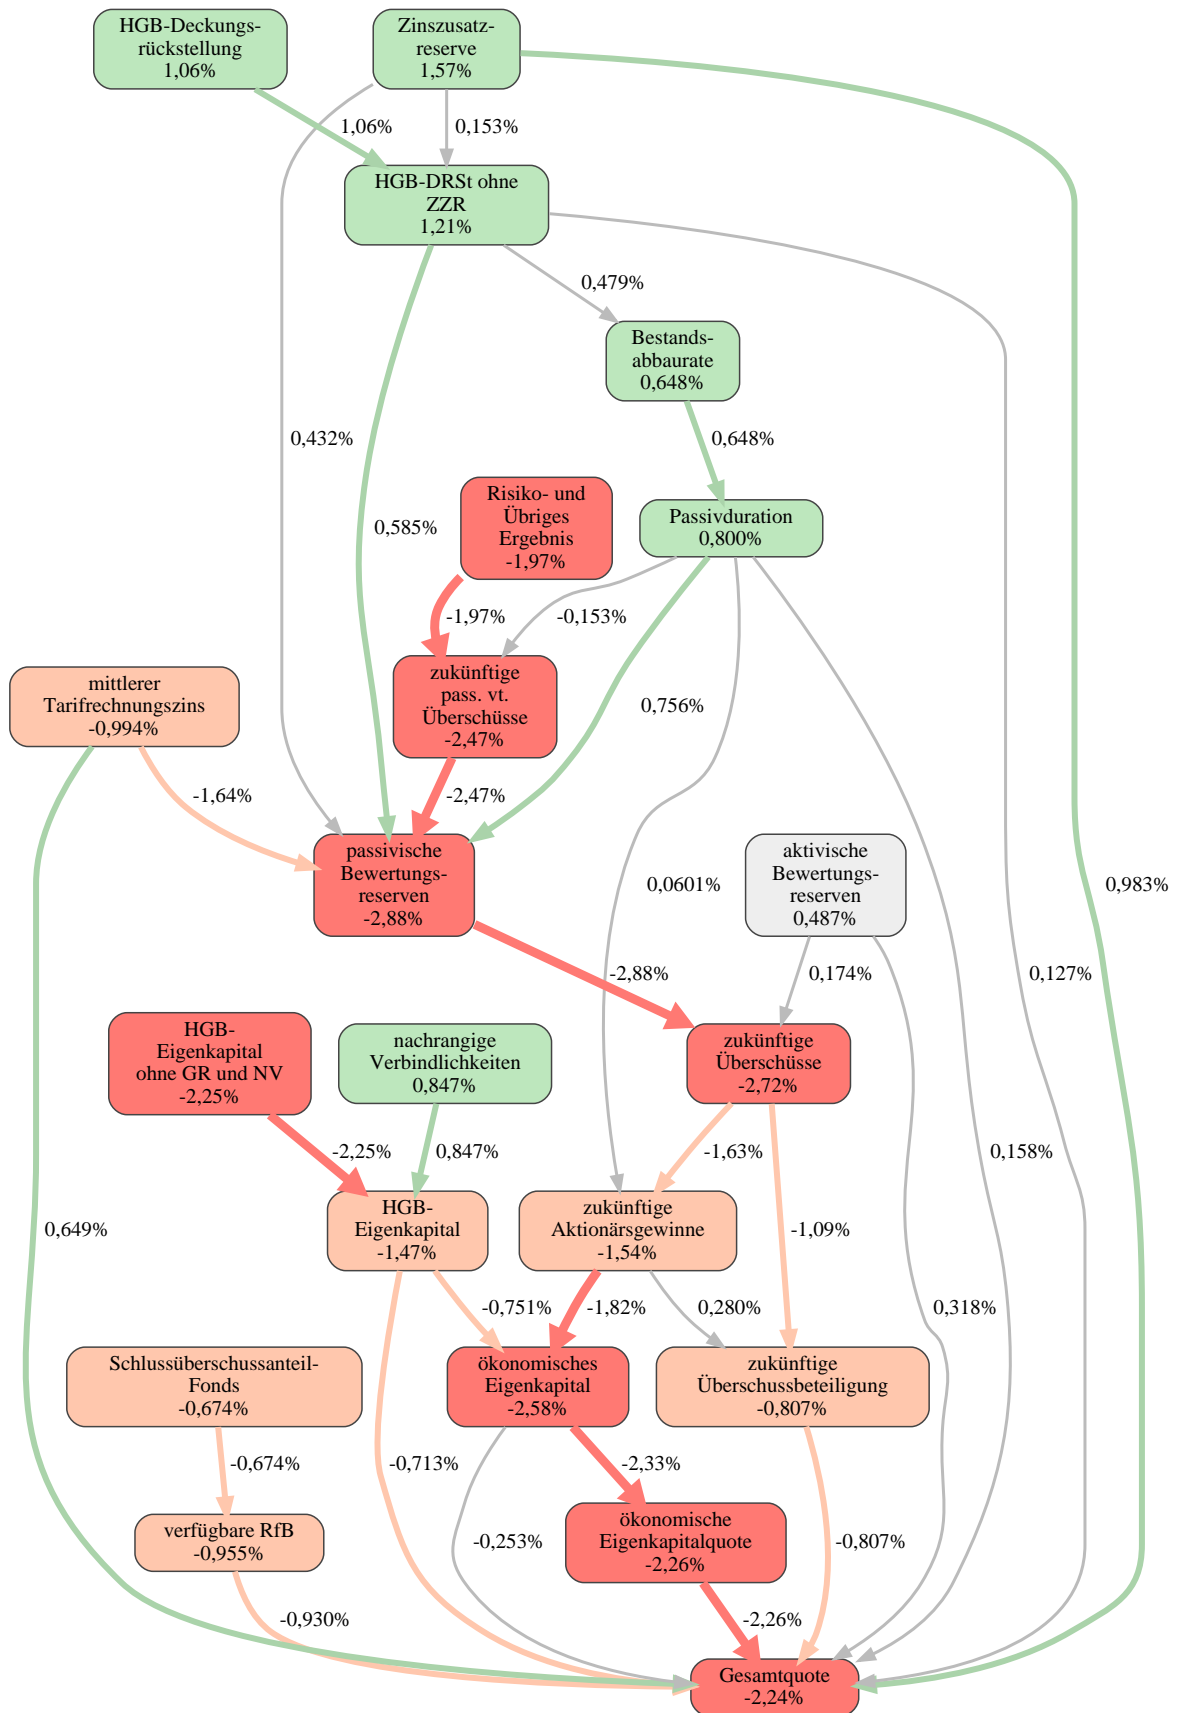 HGB-Deckungs-
rückstellung
1,06%
Zinszusatz-
reserve
1,57%
1,06%
0,153%
HGB-DRSt ohne
ZZR
1,21%
0,479%
Bestands-
abbaurate
0,648%
0,432%
0,648%
Risiko- und
Übriges
Ergebnis
-1,97%
Passivduration
0,800%
0,585%
-1,97%
-0,153%
mittlerer
Tarifrechnungszins
-0,994%
zukünftige
pass. vt.
Überschüsse
-2,47%
0,756%
-1,64%
-2,47%
passivische
Bewertungs-
reserven
-2,88%
aktivische
Bewertungs-
reserven
0,487%
0,0601%
0,983%
-2,88%
0,174%
0,127%
HGB-
Eigenkapital
ohne GR und NV
-2,25%
nachrangige
Verbindlichkeiten
0,847%
zukünftige
Überschüsse
-2,72%
-2,25%
0,847%
-1,63%
0,158%
0,649%
HGB-
Eigenkapital
-1,47%
zukünftige
Aktionärsgewinne
-1,54%
-1,09%
-0,751%
-1,82%
0,280%
0,318%
Schlussüberschussanteil-
Fonds
-0,674%
ökonomisches
Eigenkapital
-2,58%
zukünftige
Überschussbeteiligung
-0,807%
-0,674%
-0,713%
-2,33%
verfügbare RfB
-0,955%
-0,253%
ökonomische
Eigenkapitalquote
-2,26%
-0,807%
-0,930%
-2,26%
Gesamtquote
-2,24%